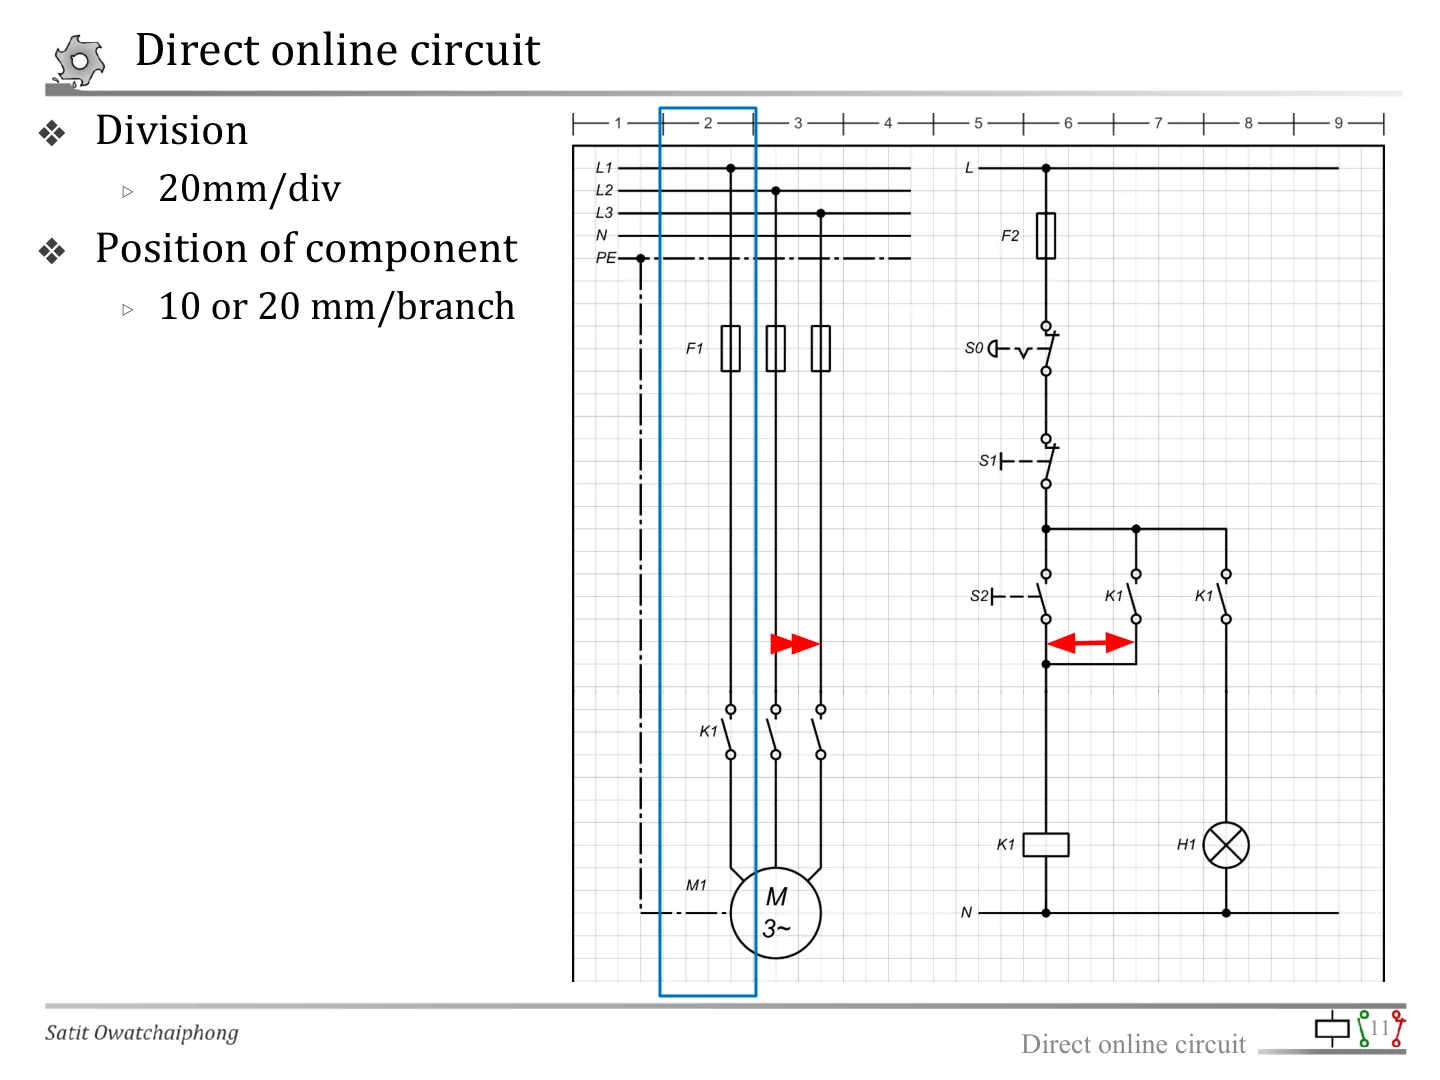 Direct online circuit
Division
20mm/div
Position of component
10 or 20 mm/branch
1 2 3 4 5 6 7 8 9
L1
L2
L3
N
PE
F1
K1
M1
M
3~
L
F2
S0
S1
S2 K1 K1
K1 H1
N
Satit Owatchaiphong
Direct online circuit
11